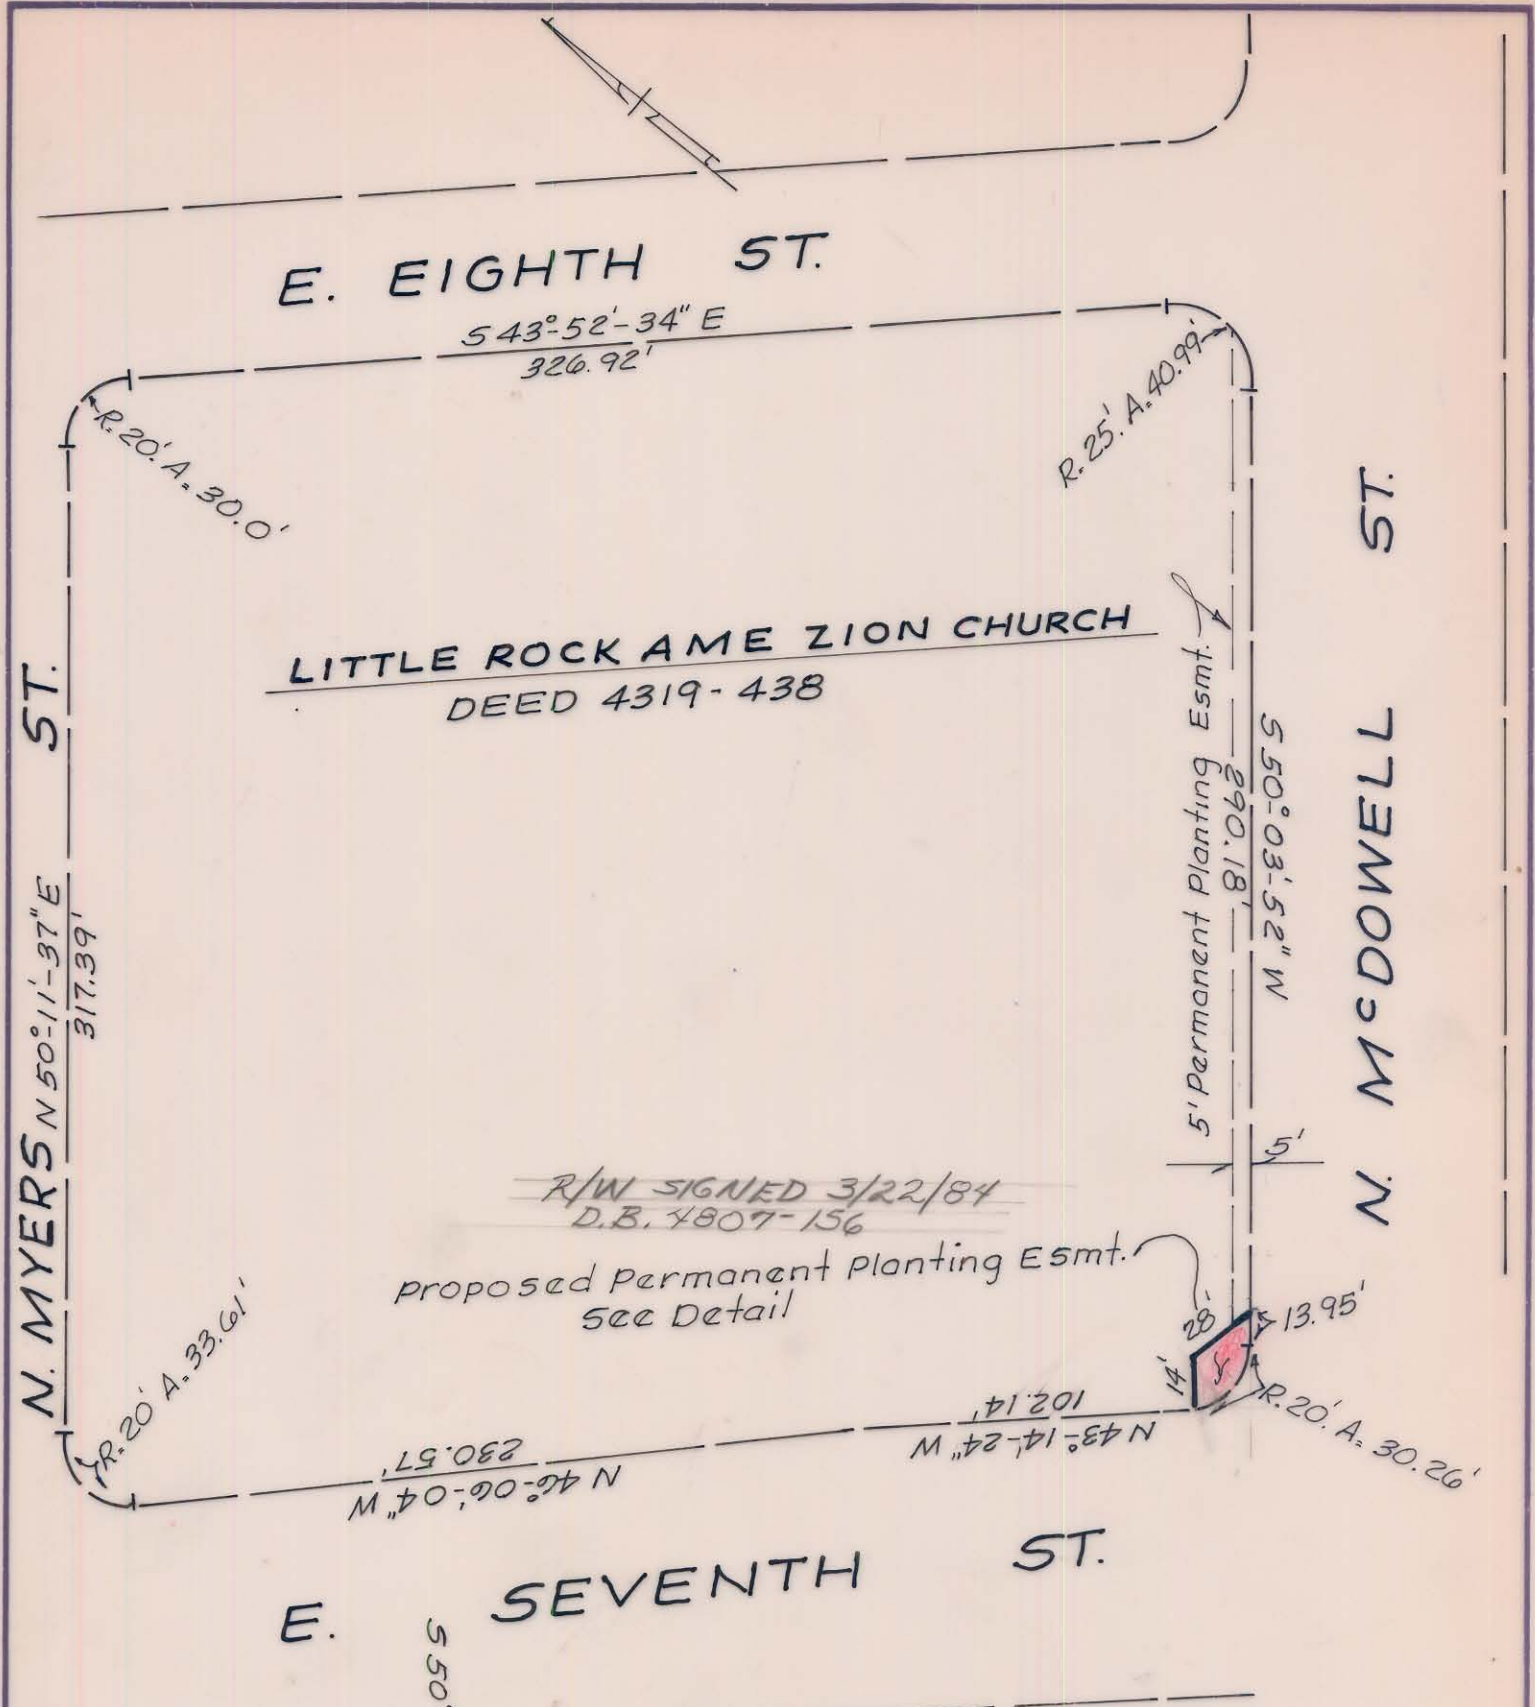 E. EIGHTH ST.
S 43°-52'-34" E
326.92'
R.=20.' A.=30.0'
R.=25.' A.=40.99'
LITTLE ROCK AME ZION CHURCH
DEED 4319-438
N. MYERS ST.
N 50°-11'-37" E
317.39'
5' Permanent Planting Esmt.
290.18'
S 50°-03'-52" W
N. McDOWELL ST.
5'
R/W SIGNED 3/22/84
D.B. 4807-156
Proposed Permanent Planting Esmt.
See Detail
28'
13.95'
14'
R.=20.' A.=30.26'
R.=20' A.=33.61'
102.14'
N 43°-14'-24" W
230.57'
N 46°-06'-04" W
E. SEVENTH ST.
S 50°